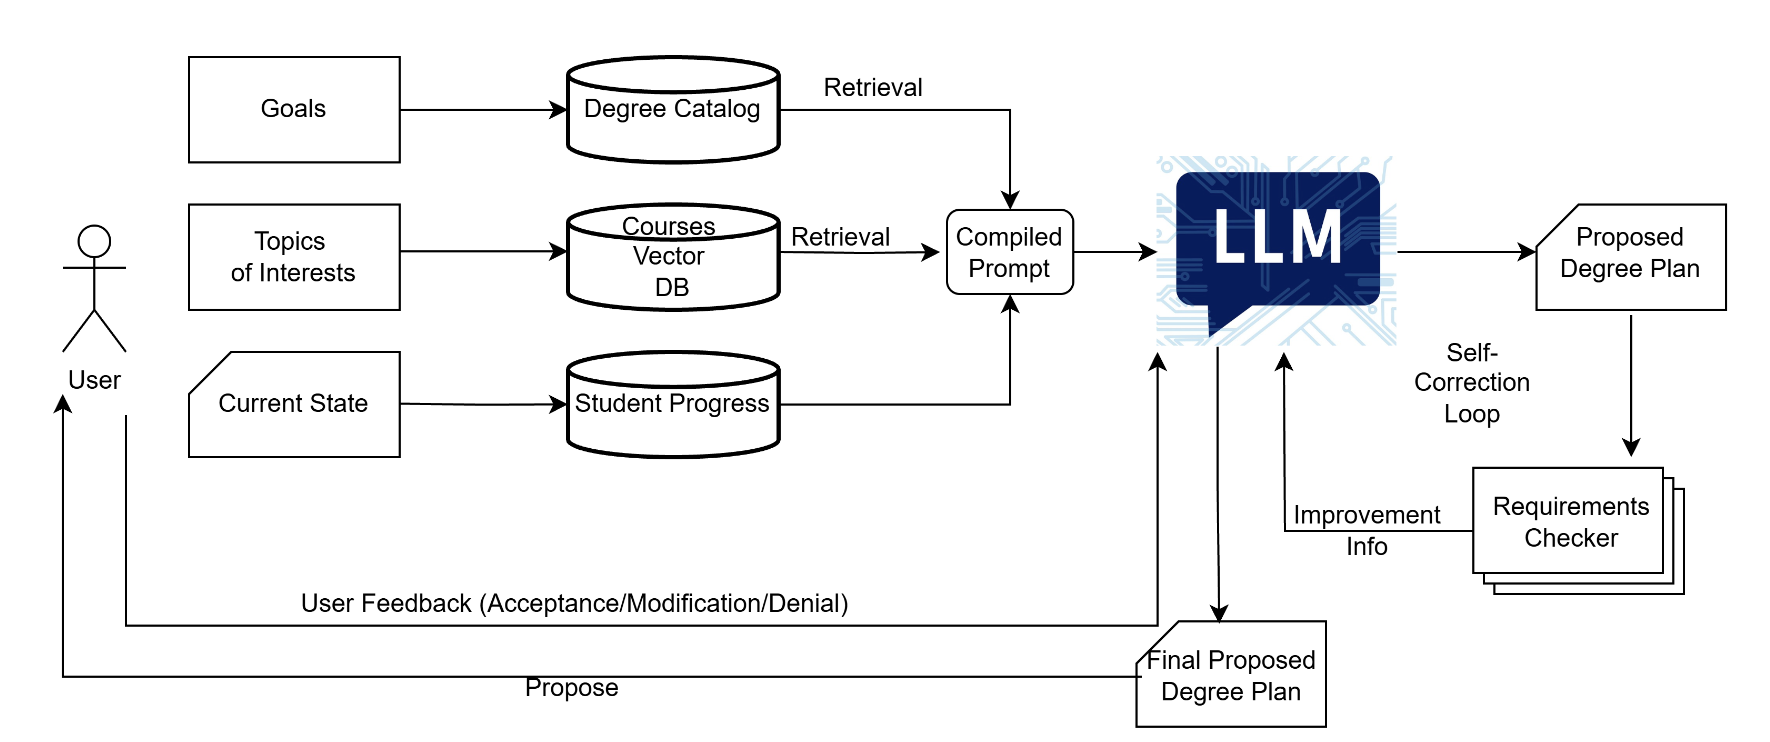 Goals
Degree Catalog
Retrieval
Topics
of Interests
Courses
Vector
DB
Retrieval
Compiled
Prompt
LLM
Proposed
Degree Plan
User
Current State
Student Progress
Self-
Correction
Loop
Requirements
Checker
Improvement
Info
User Feedback (Acceptance/Modification/Denial)
Final Proposed
Degree Plan
Propose